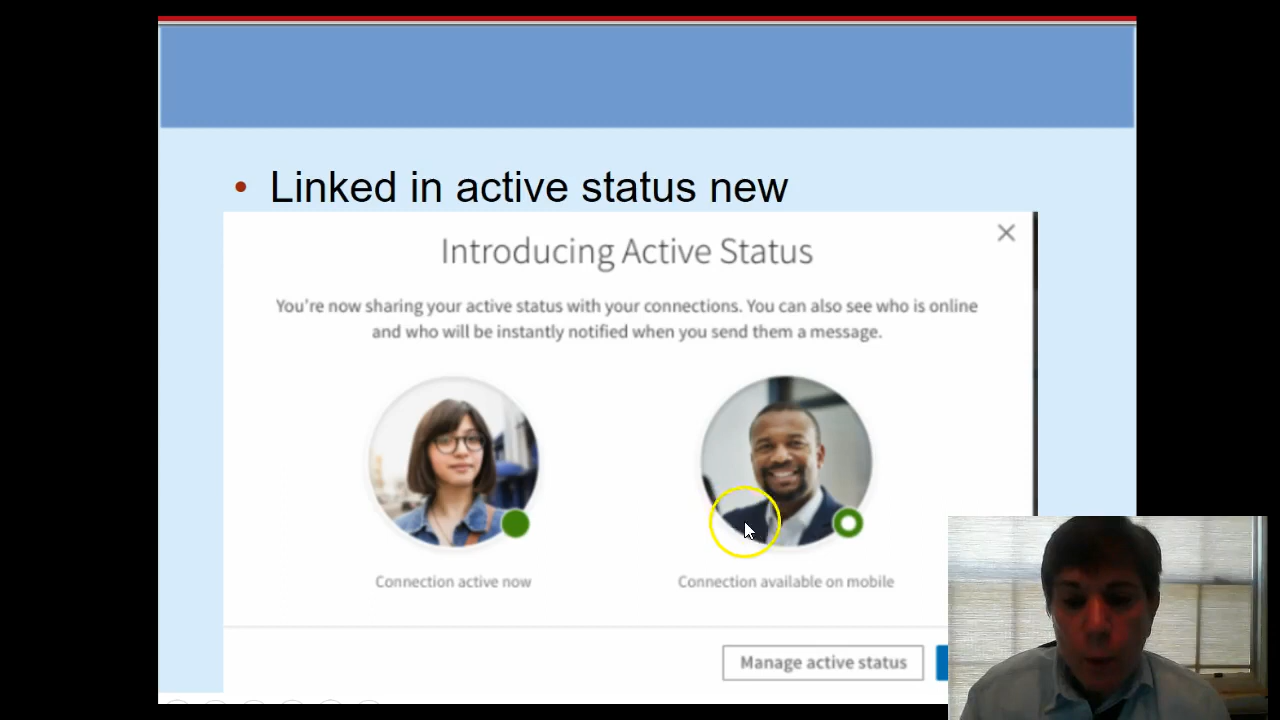 • Linked in active status new
Introducing Active Status
You're now sharing your active status with your connections. You can also see who is online
and who will be instantly notified when you send them a message.
Connection active now
Connection available on mobile
Manage active status